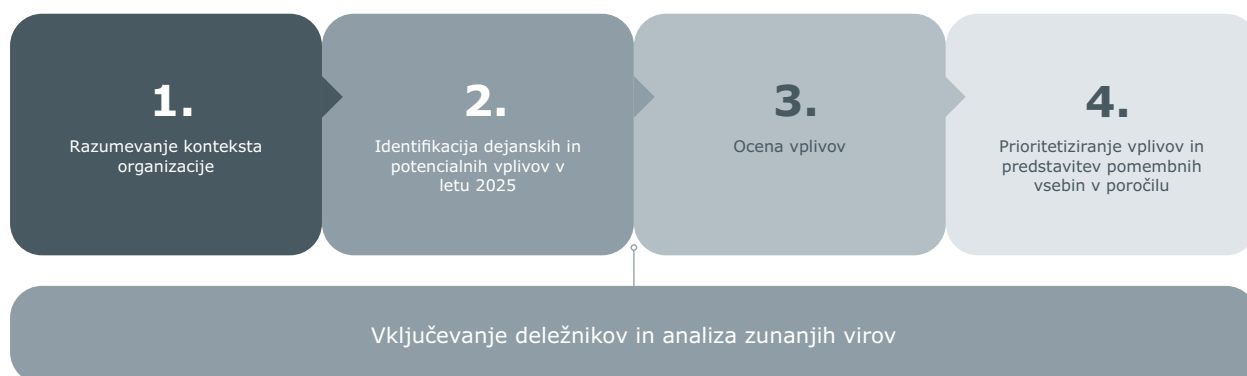 1.
Razumevanje konteksta
organizacije
2.
Identifikacija dejanskih in
potencialnih vplivov v
letu 2025
3.
Ocena vplivov
4.
Prioritetiziranje vplivov in
predstavitev pomembnih
vsebin v poročilu
Vključevanje deležnikov in analiza zunanjih virov